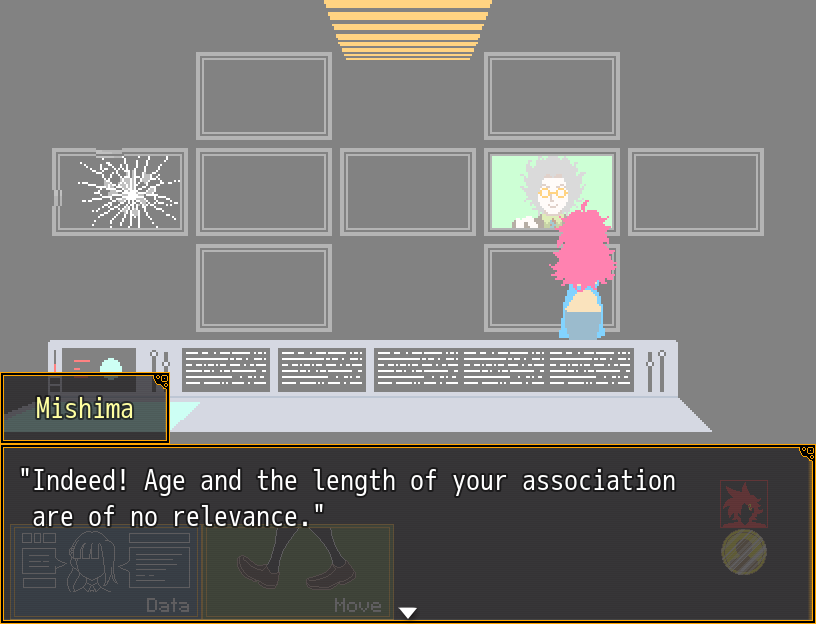 Mishima
"Indeed! Age and the length of your association
are of no relevance."
Data
Move